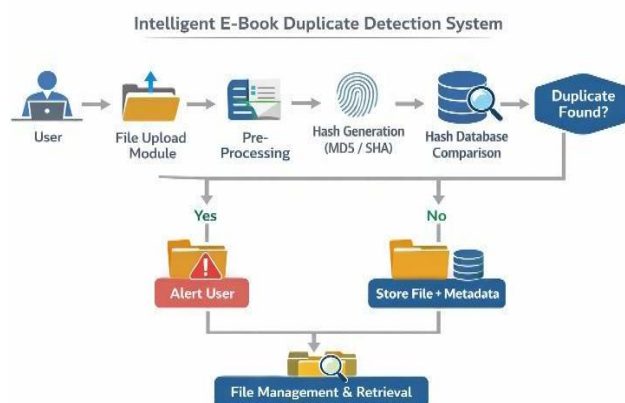 Intelligent E-Book Duplicate Detection System
User
File Upload
Module
Pre-
Processing
Hash Generation
(MD5 / SHA)
Hash Database
Comparison
Duplicate
Found?
Yes
No
Alert User
Store File + Metadata
File Management & Retrieval